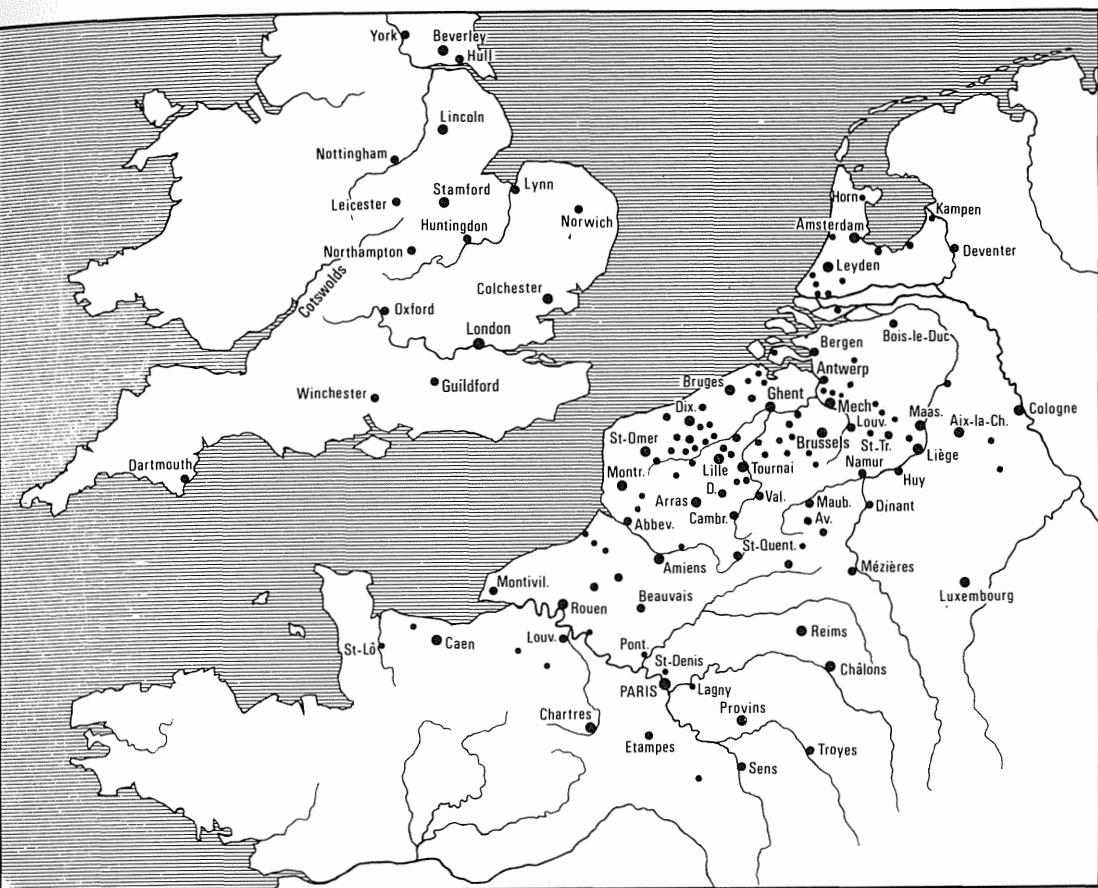 York
Beverley
Hull
Lincoln
Nottingham
Lynn
Stamford
Leicester
Norwich
Huntingdon
Northampton
Cotswolds
Colchester
Oxford
London
Guildford
Winchester
Dartmouth
Horn
Kampen
Amsterdam
Deventer
Leyden
Bois-le-Duc
Bergen
Antwerp
Bruges
Ghent
Dix.
Mech
Maas.
Cologne
Louv.
Aix-la-Ch.
St-Omer
Brussels
St-Tr.
Liège
Montr.
Lille
Tournai
Namur
Huy
D.
Arras
Val.
Maub.
Dinant
Cambr.
Av.
Abbev.
St-Quent.
Amiens
Mézières
Montivil.
Beauvais
Luxembourg
Rouen
St-Lô
Caen
Louv.
Pont.
Reims
St-Denis
Châlons
PARIS
Lagny
Provins
Chartres
Etampes
Troyes
Sens